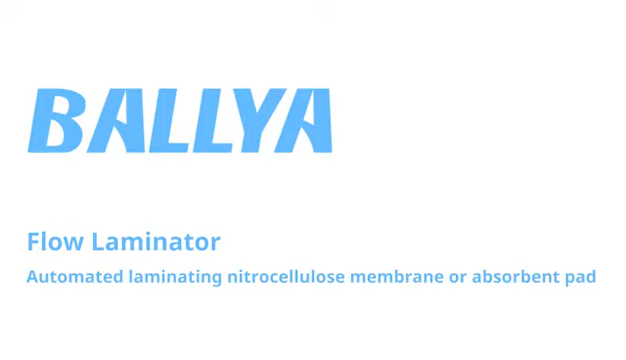 BALLYA
Flow Laminator
Automated laminating nitrocellulose membrane or absorbent pad